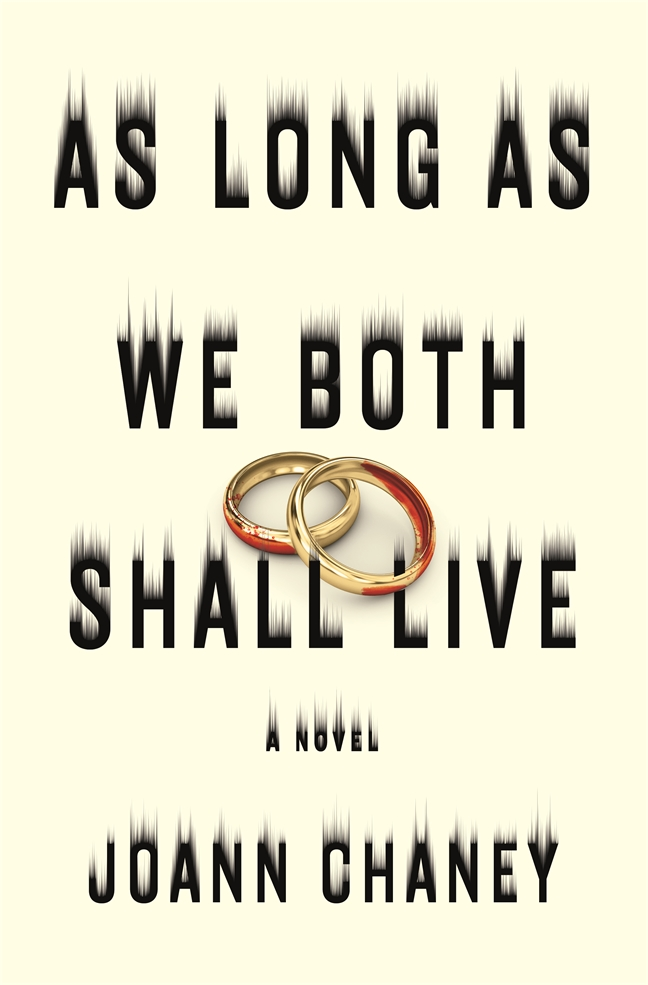 AS LONG AS
WE BOTH
SHALL LIVE
A NOVEL
JOANN CHANEY